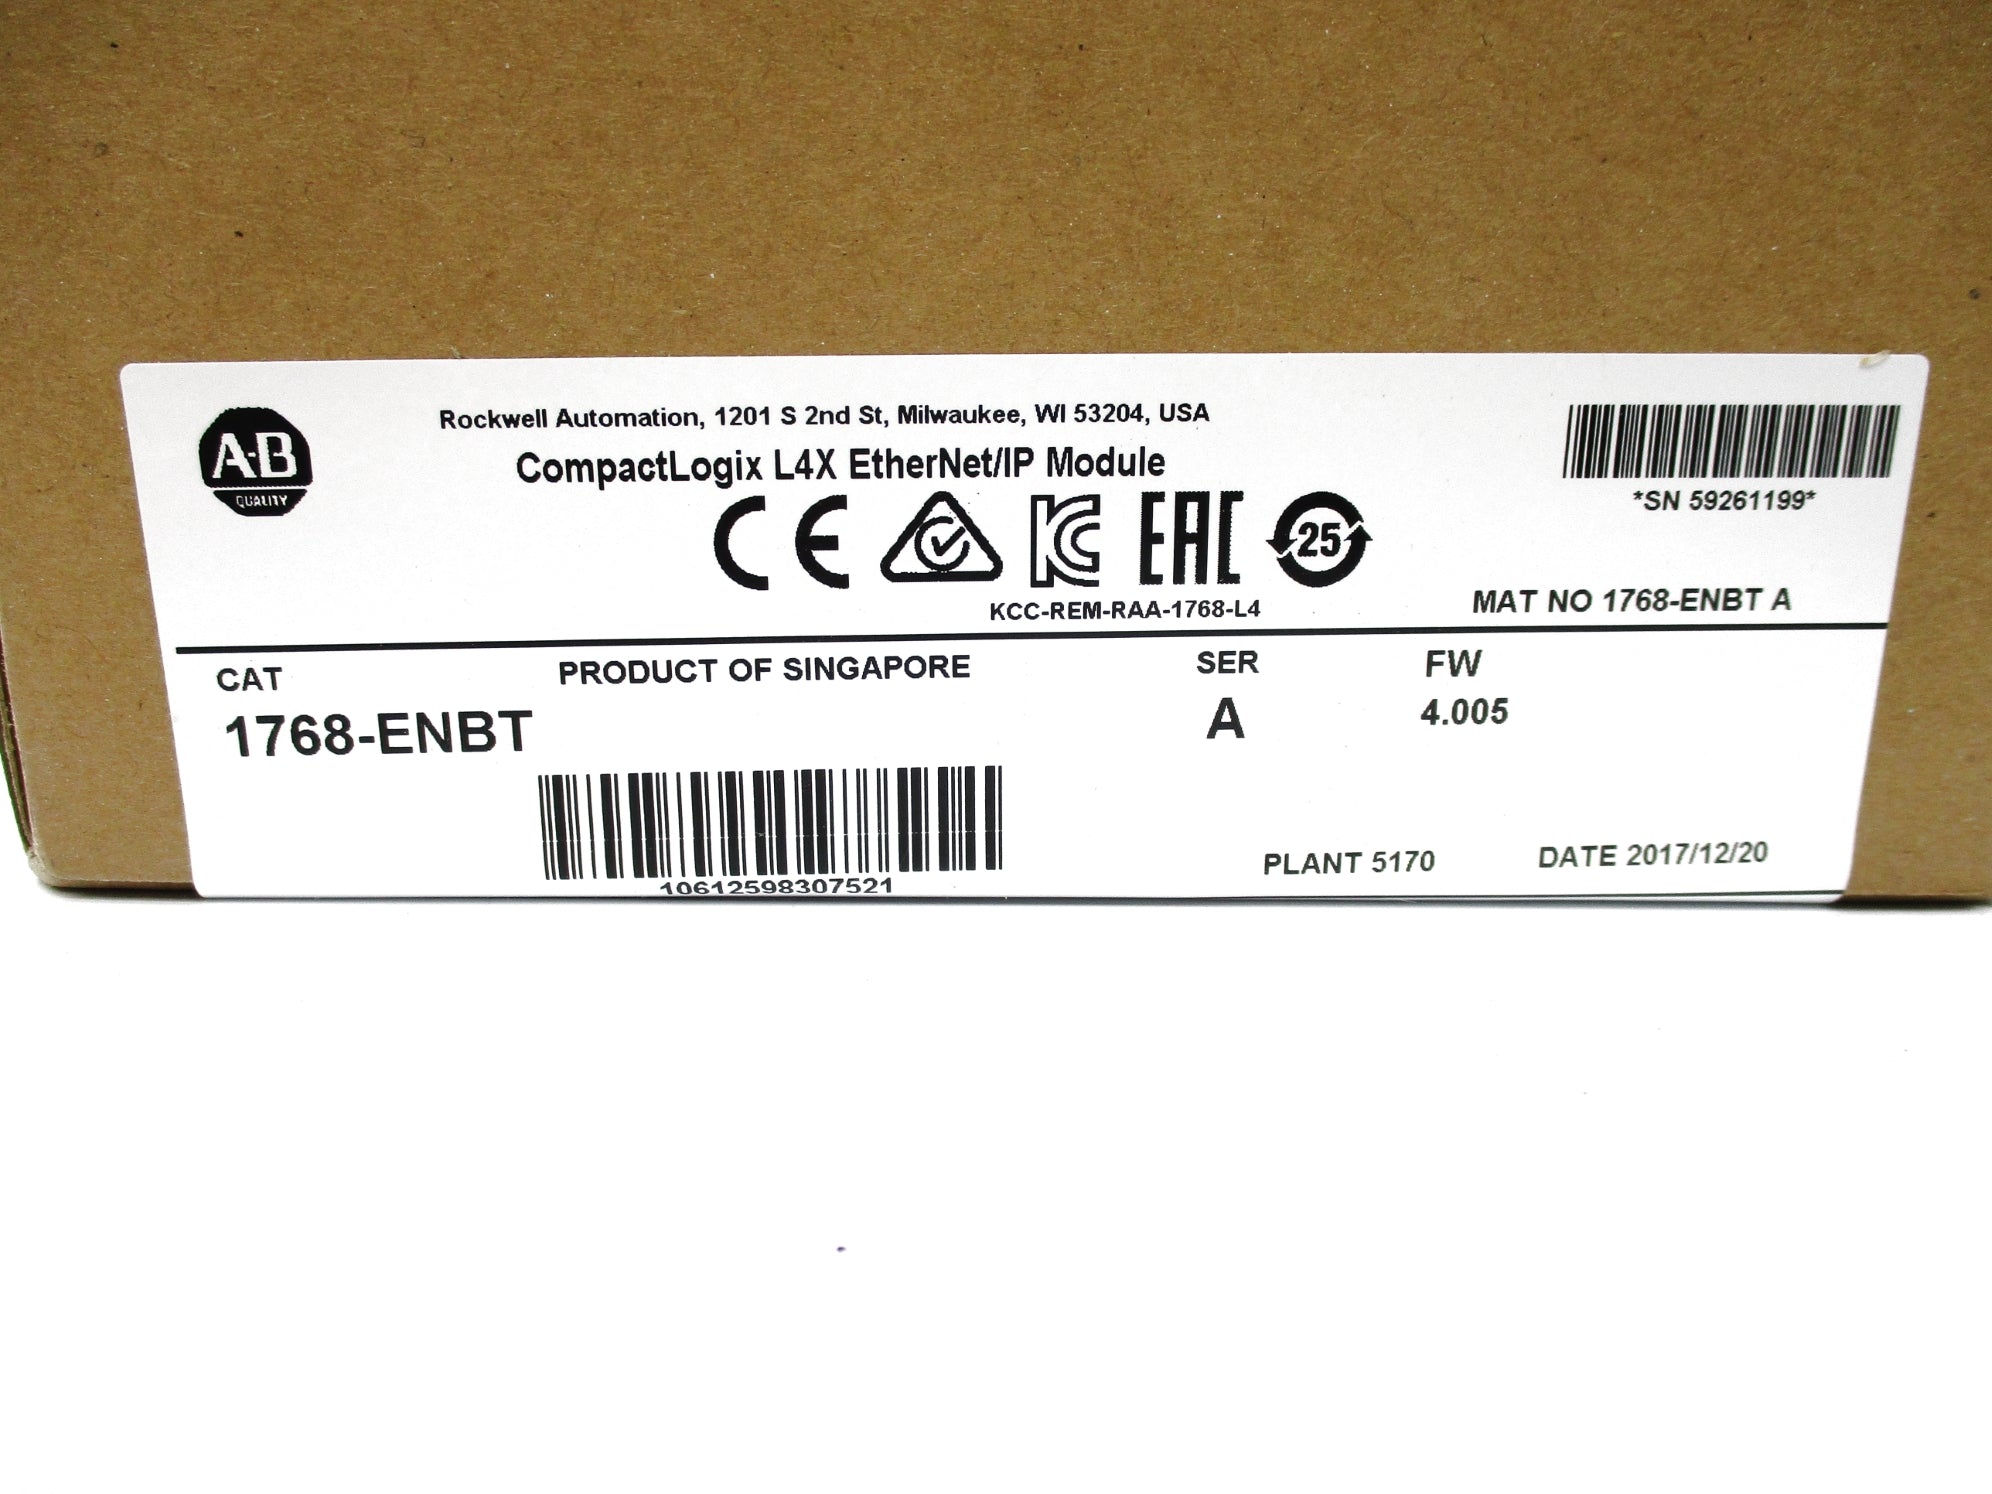 A-B
QUALITY
Rockwell Automation, 1201 S 2nd St, Milwaukee, WI 53204, USA
CompactLogix L4X EtherNet/IP Module
CE KC EAC 25
KCC-REM-RAA-1768-L4
*SN 59261199*
MAT NO 1768-ENBT A
CAT
1768-ENBT
PRODUCT OF SINGAPORE
10612598307521
SER
A
FW
4.005
PLANT 5170
DATE 2017/12/20